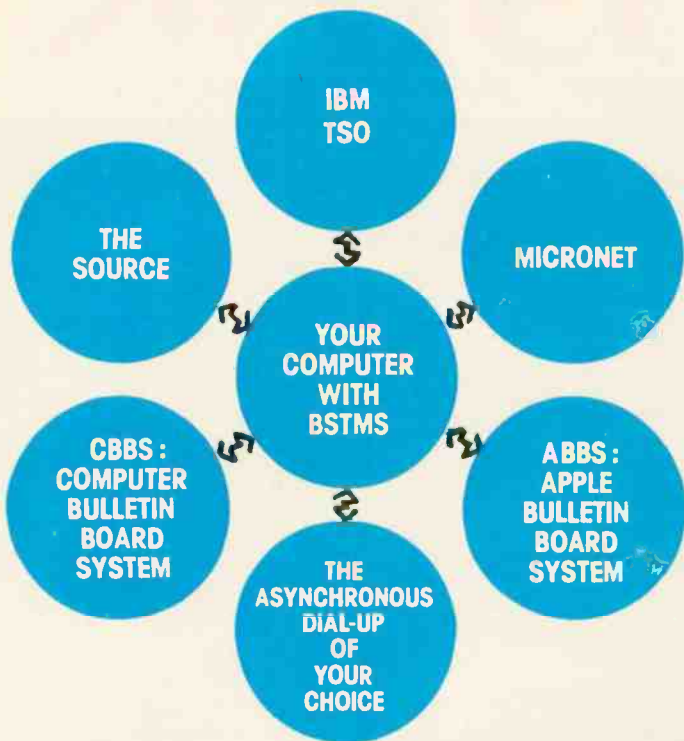 IBM
TSO
THE
SOURCE
MICRONET
YOUR
COMPUTER
WITH
BSTMS
CBBS:
COMPUTER
BULLETIN
BOARD
SYSTEM
ABBS:
APPLE
BULLETIN
BOARD
SYSTEM
THE
ASYNCHRONOUS
DIAL-UP
OF
YOUR
CHOICE